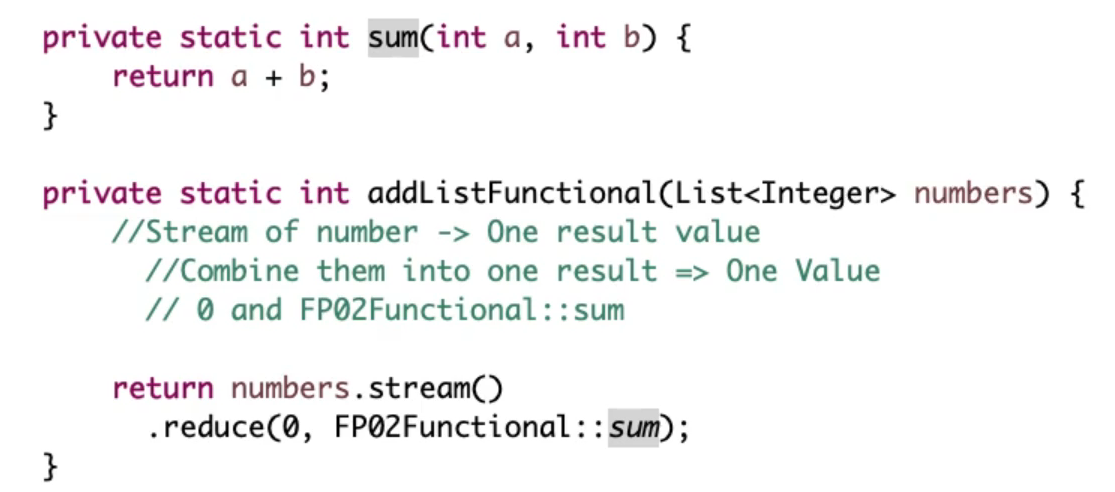 private static int sum(int a, int b) {
return a + b;
}
private static int addListFunctional(List<Integer> numbers) {
//Stream of number -> One result value
//Combine them into one result => One Value
// 0 and FP02Functional::sum
return numbers.stream()
.reduce(0, FP02Functional::sum);
}